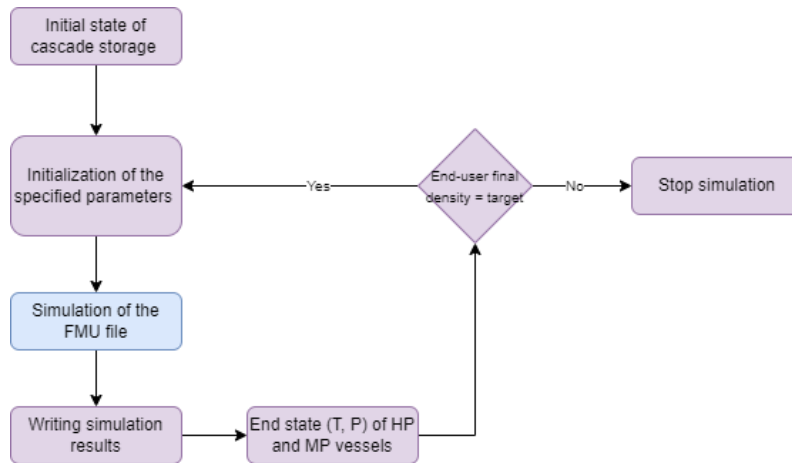 Initial state of
cascade storage
Initialization of the
specified parameters
Simulation of the
FMU file
Writing simulation
results
End state (T, P) of HP
and MP vessels
End-user final
density = target
Yes
No
Stop simulation